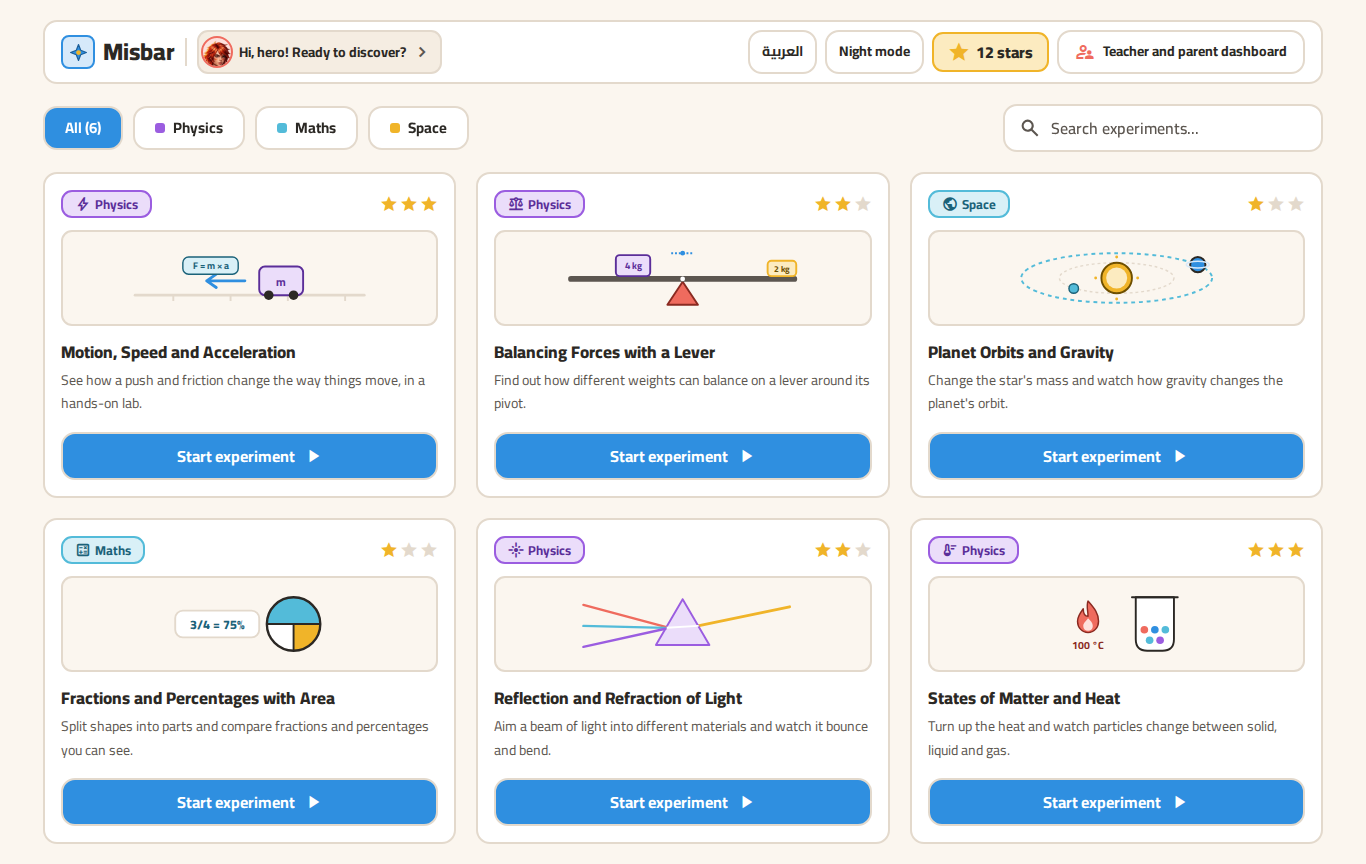 Misbar
Hi, hero! Ready to discover?
العربية
Night mode
12 stars
Teacher and parent dashboard
All (6)
Physics
Maths
Space
Search experiments...
Physics
F = m × a
m
Motion, Speed and Acceleration
See how a push and friction change the way things move, in a
hands-on lab.
Start experiment
Physics
4 kg
2 kg
Balancing Forces with a Lever
Find out how different weights can balance on a lever around its
pivot.
Start experiment
Space
Planet Orbits and Gravity
Change the star's mass and watch how gravity changes the
planet's orbit.
Start experiment
Maths
3/4 = 75%
Fractions and Percentages with Area
Split shapes into parts and compare fractions and percentages
you can see.
Start experiment
Physics
Reflection and Refraction of Light
Aim a beam of light into different materials and watch it bounce
and bend.
Start experiment
Physics
100 °C
States of Matter and Heat
Turn up the heat and watch particles change between solid,
liquid and gas.
Start experiment